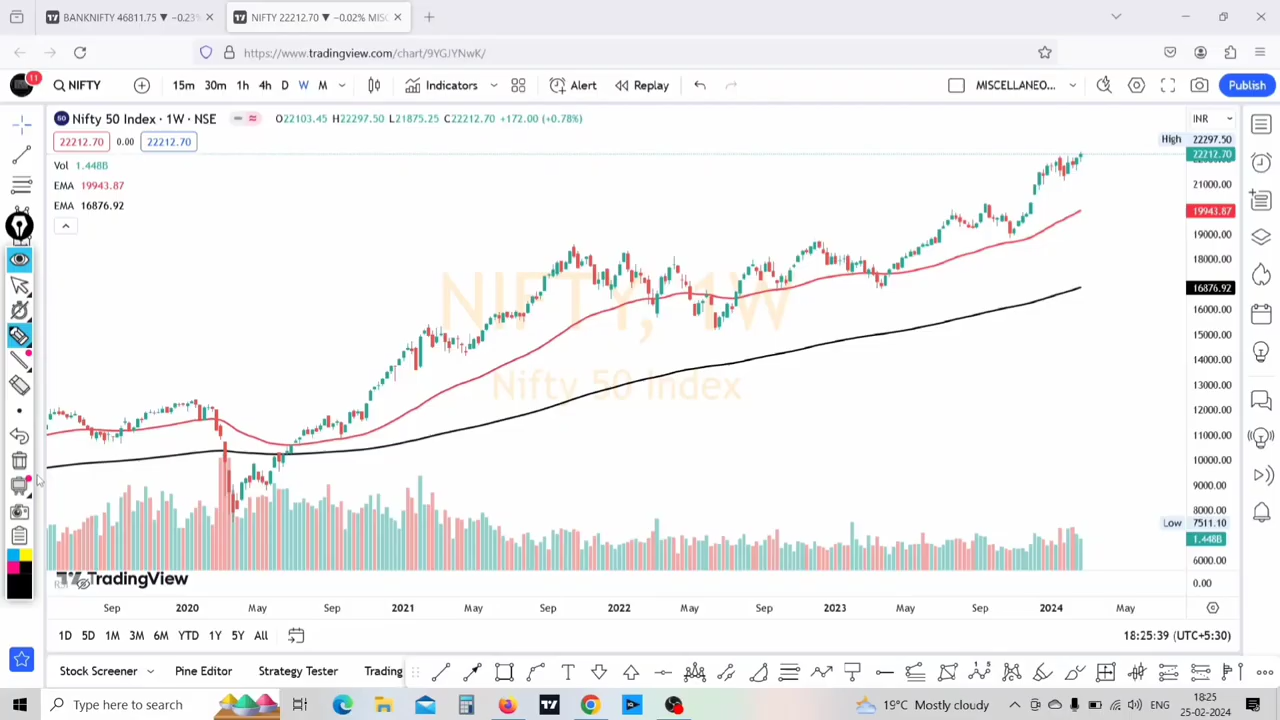 BANKNIFTY 46811.75 ▼ −0.23%
NIFTY 22212.70 ▼ −0.02% MISC
https://www.tradingview.com/chart/9YGJYNwK/
11
NIFTY
15m 30m 1h 4h D W M
Indicators
Alert
Replay
MISCELLANEO...
Publish
Nifty 50 Index · 1W · NSE
O22103.45 H22297.50 L21875.25 C22212.70 +172.00 (+0.78%)
22212.70 0.00 22212.70
Vol 1.448B
EMA 19943.87
EMA 16876.92
NIFTY, 1W
Nifty 50 Index
INR
High 22297.50
22212.70
21000.00
19943.87
19000.00
18000.00
16876.92
16000.00
15000.00
14000.00
13000.00
12000.00
11000.00
10000.00
9000.00
8000.00
Low 7511.10
1.448B
6000.00
0.00
TradingView
Sep 2020 May Sep 2021 May Sep 2022 May Sep 2023 May Sep 2024 May
1D 5D 1M 3M 6M YTD 1Y 5Y All
18:25:39 (UTC+5:30)
Stock Screener Pine Editor Strategy Tester Trading
Type here to search
19°C Mostly cloudy
ENG
18:25
25-02-2024